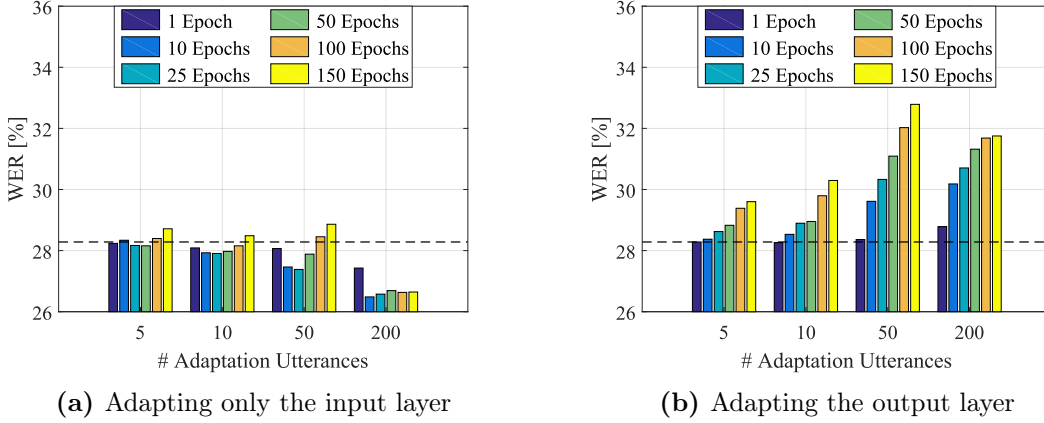 36
34
32
30
28
26
WER [%]
1 Epoch
10 Epochs
25 Epochs
50 Epochs
100 Epochs
150 Epochs
5 10 50 200
# Adaptation Utterances
(a) Adapting only the input layer
36
34
32
30
28
26
WER [%]
1 Epoch
10 Epochs
25 Epochs
50 Epochs
100 Epochs
150 Epochs
5 10 50 200
# Adaptation Utterances
(b) Adapting the output layer